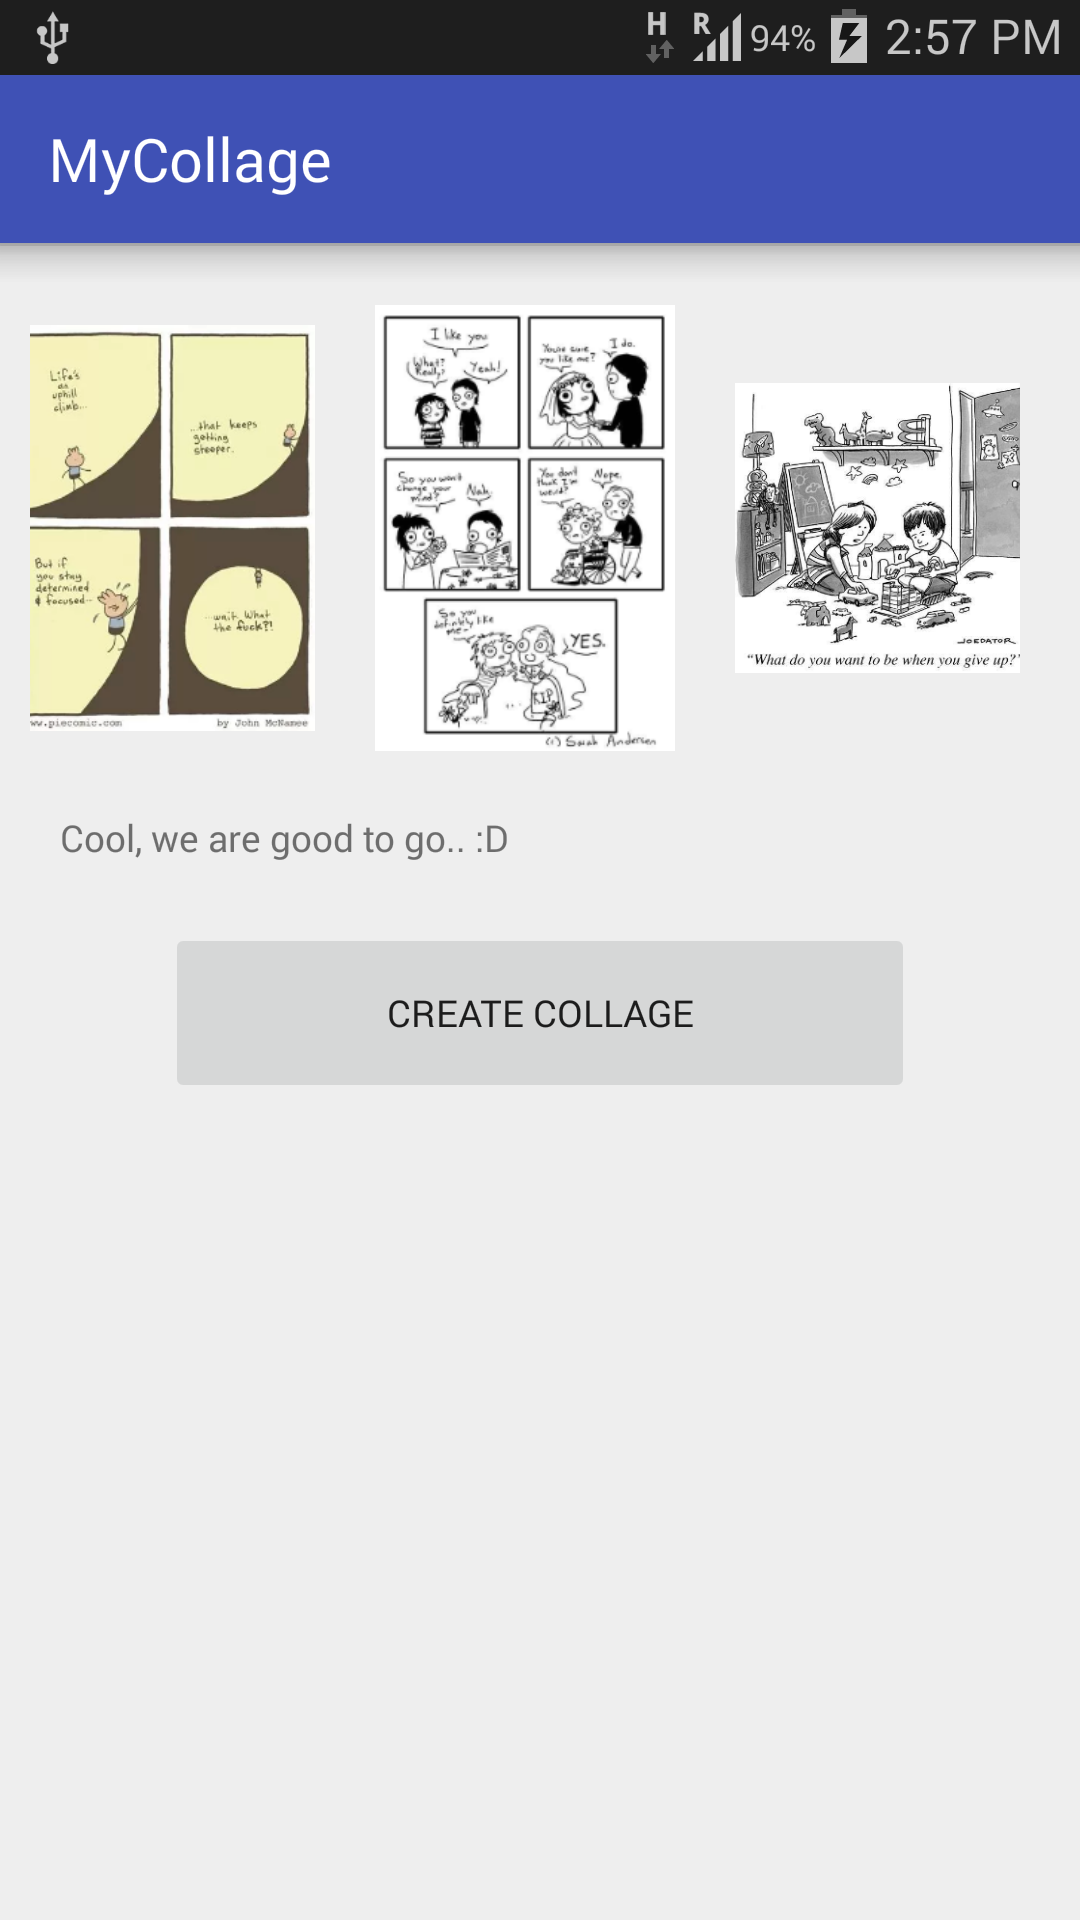 H R 94% 2:57 PM
MyCollage
Life's
an
uphill
climb...
...that keeps
getting
steeper.
But if
you stay
determined
& focused...
...wait. What
the fuck?!
ww.piecomic.com
by John McNamee
I like you.
What?
Really?
Yeah!
You're sure
you like me?
I do.
So you won't
change your
mind?
Nah.
You don't
think I'm
weird?
Nope.
So you
definitely like
me..
YES.
RIP
RIP
(c) Sarah Andersen
JOEDATOR
"What do you want to be when you give up?"
Cool, we are good to go.. :D
CREATE COLLAGE